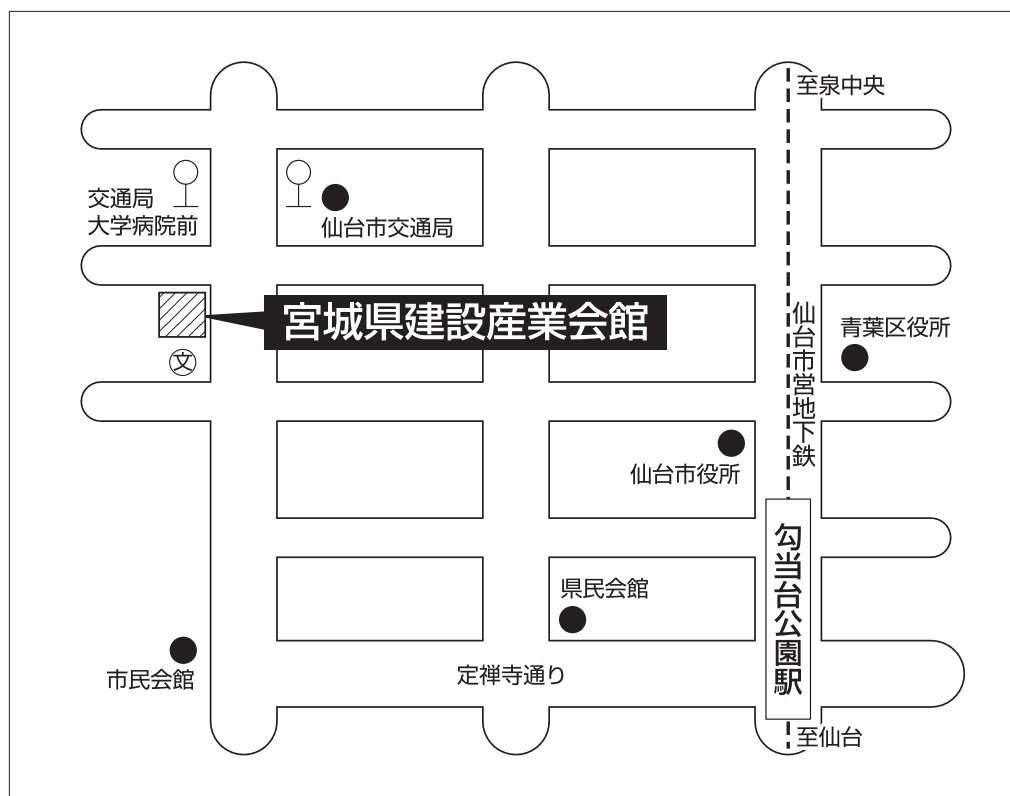 至泉中央
交通局
大学病院前
仙台市交通局
宮城県建設産業会館
文
仙台市営地下鉄
青葉区役所
仙台市役所
勾当台公園駅
県民会館
市民会館
定禅寺通り
至仙台